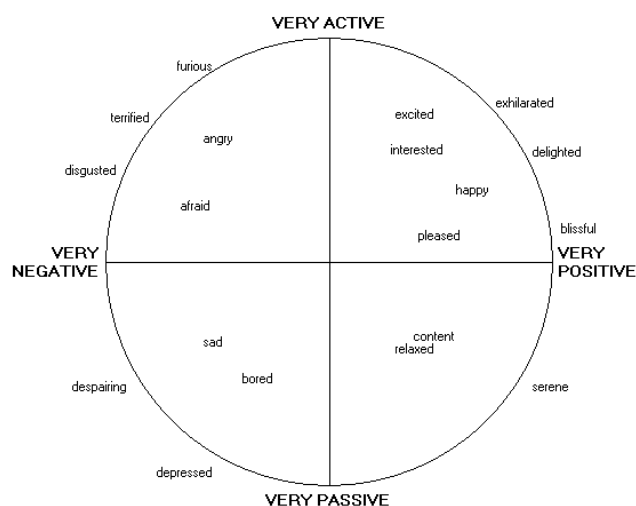 VERY ACTIVE
furious
exhilarated
excited
terrified
angry
interested
delighted
disgusted
happy
afraid
blissful
pleased
VERY
NEGATIVE
VERY
POSITIVE
content
sad
relaxed
bored
despairing
serene
depressed
VERY PASSIVE